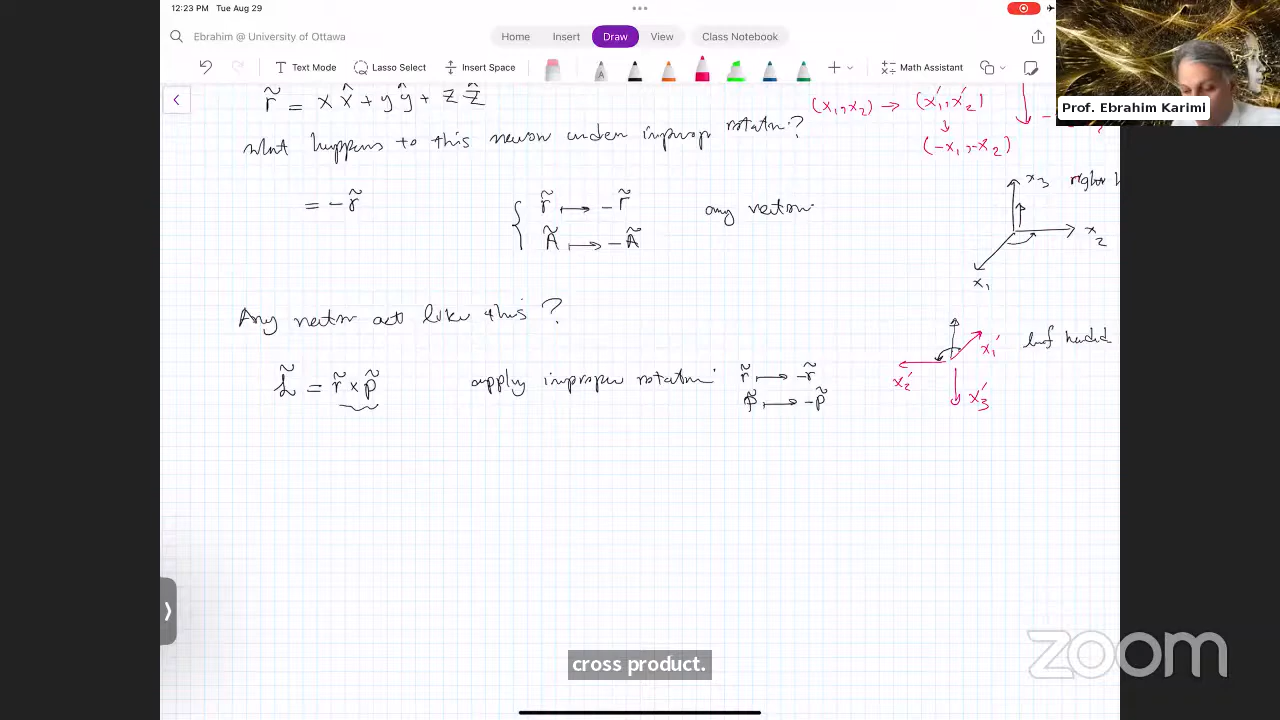 12:23 PM Tue Aug 29
Ebrahim @ University of Ottawa
Home Insert Draw View Class Notebook
Text Mode Lasso Select Insert Space Math Assistant
Prof. Ebrahim Karimi
r̃ = x x̂ + y ŷ + z ẑ
(x₁, x₂) → (x₁', x₂')
↓
(-x₁, -x₂)
what happens to this vector under improp rotation?
= - r̃
r̃ ↦ - r̃ any vector
Ã ↦ - Ã
x₃
x₂
x₁
Any vector act like this?
left handed
x₁'
x₂'
x₃'
L̃ = r̃ × p̃ apply improper rotation r̃ ↦ - r̃
p̃ ↦ - p̃
cross product.
zoom